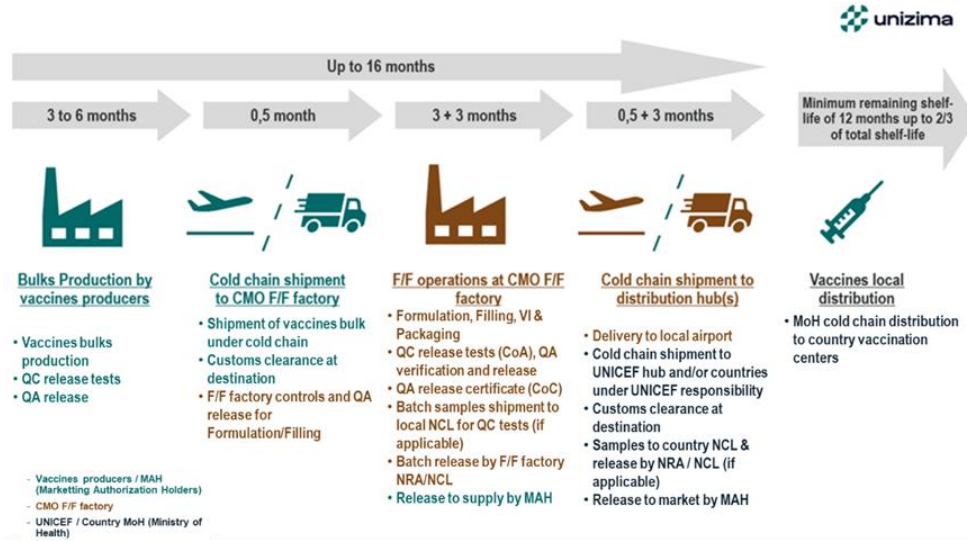 unizima
Up to 16 months
3 to 6 months
0,5 month
3 + 3 months
0,5 + 3 months
Minimum remaining shelf-
life of 12 months up to 2/3
of total shelf-life
Bulks Production by
vaccines producers
• Vaccines bulks
production
• QC release tests
• QA release
Cold chain shipment
to CMO F/F factory
• Shipment of vaccines bulk
under cold chain
• Customs clearance at
destination
• F/F factory controls and QA
release for
Formulation/Filling
F/F operations at CMO F/F
factory
• Formulation, Filling, VI &
Packaging
• QC release tests (CoA), QA
verification and release
• QA release certificate (CoC)
• Batch samples shipment to
local NCL for QC tests (if
applicable)
• Batch release by F/F factory
NRA/NCL
• Release to supply by MAH
Cold chain shipment to
distribution hub(s)
• Delivery to local airport
• Cold chain shipment to
UNICEF hub and/or countries
under UNICEF responsibility
• Customs clearance at
destination
• Samples to country NCL &
release by NRA / NCL (if
applicable)
• Release to market by MAH
Vaccines local
distribution
• MoH cold chain distribution
to country vaccination
centers
- Vaccines producers / MAH
(Marketting Authorization Holders)
- CMO F/F factory
- UNICEF / Country MoH (Ministry of
Health)